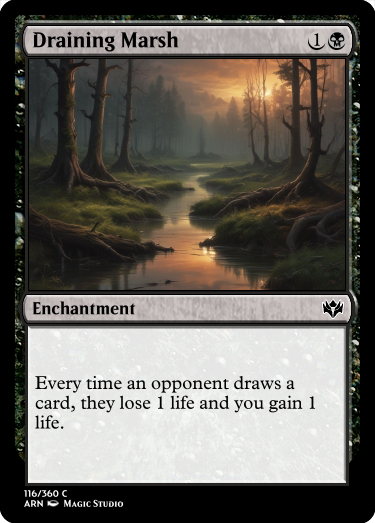 Draining Marsh 1
Enchantment
Every time an opponent draws a
card, they lose 1 life and you gain 1
life.
116/360 C
ARN Magic Studio